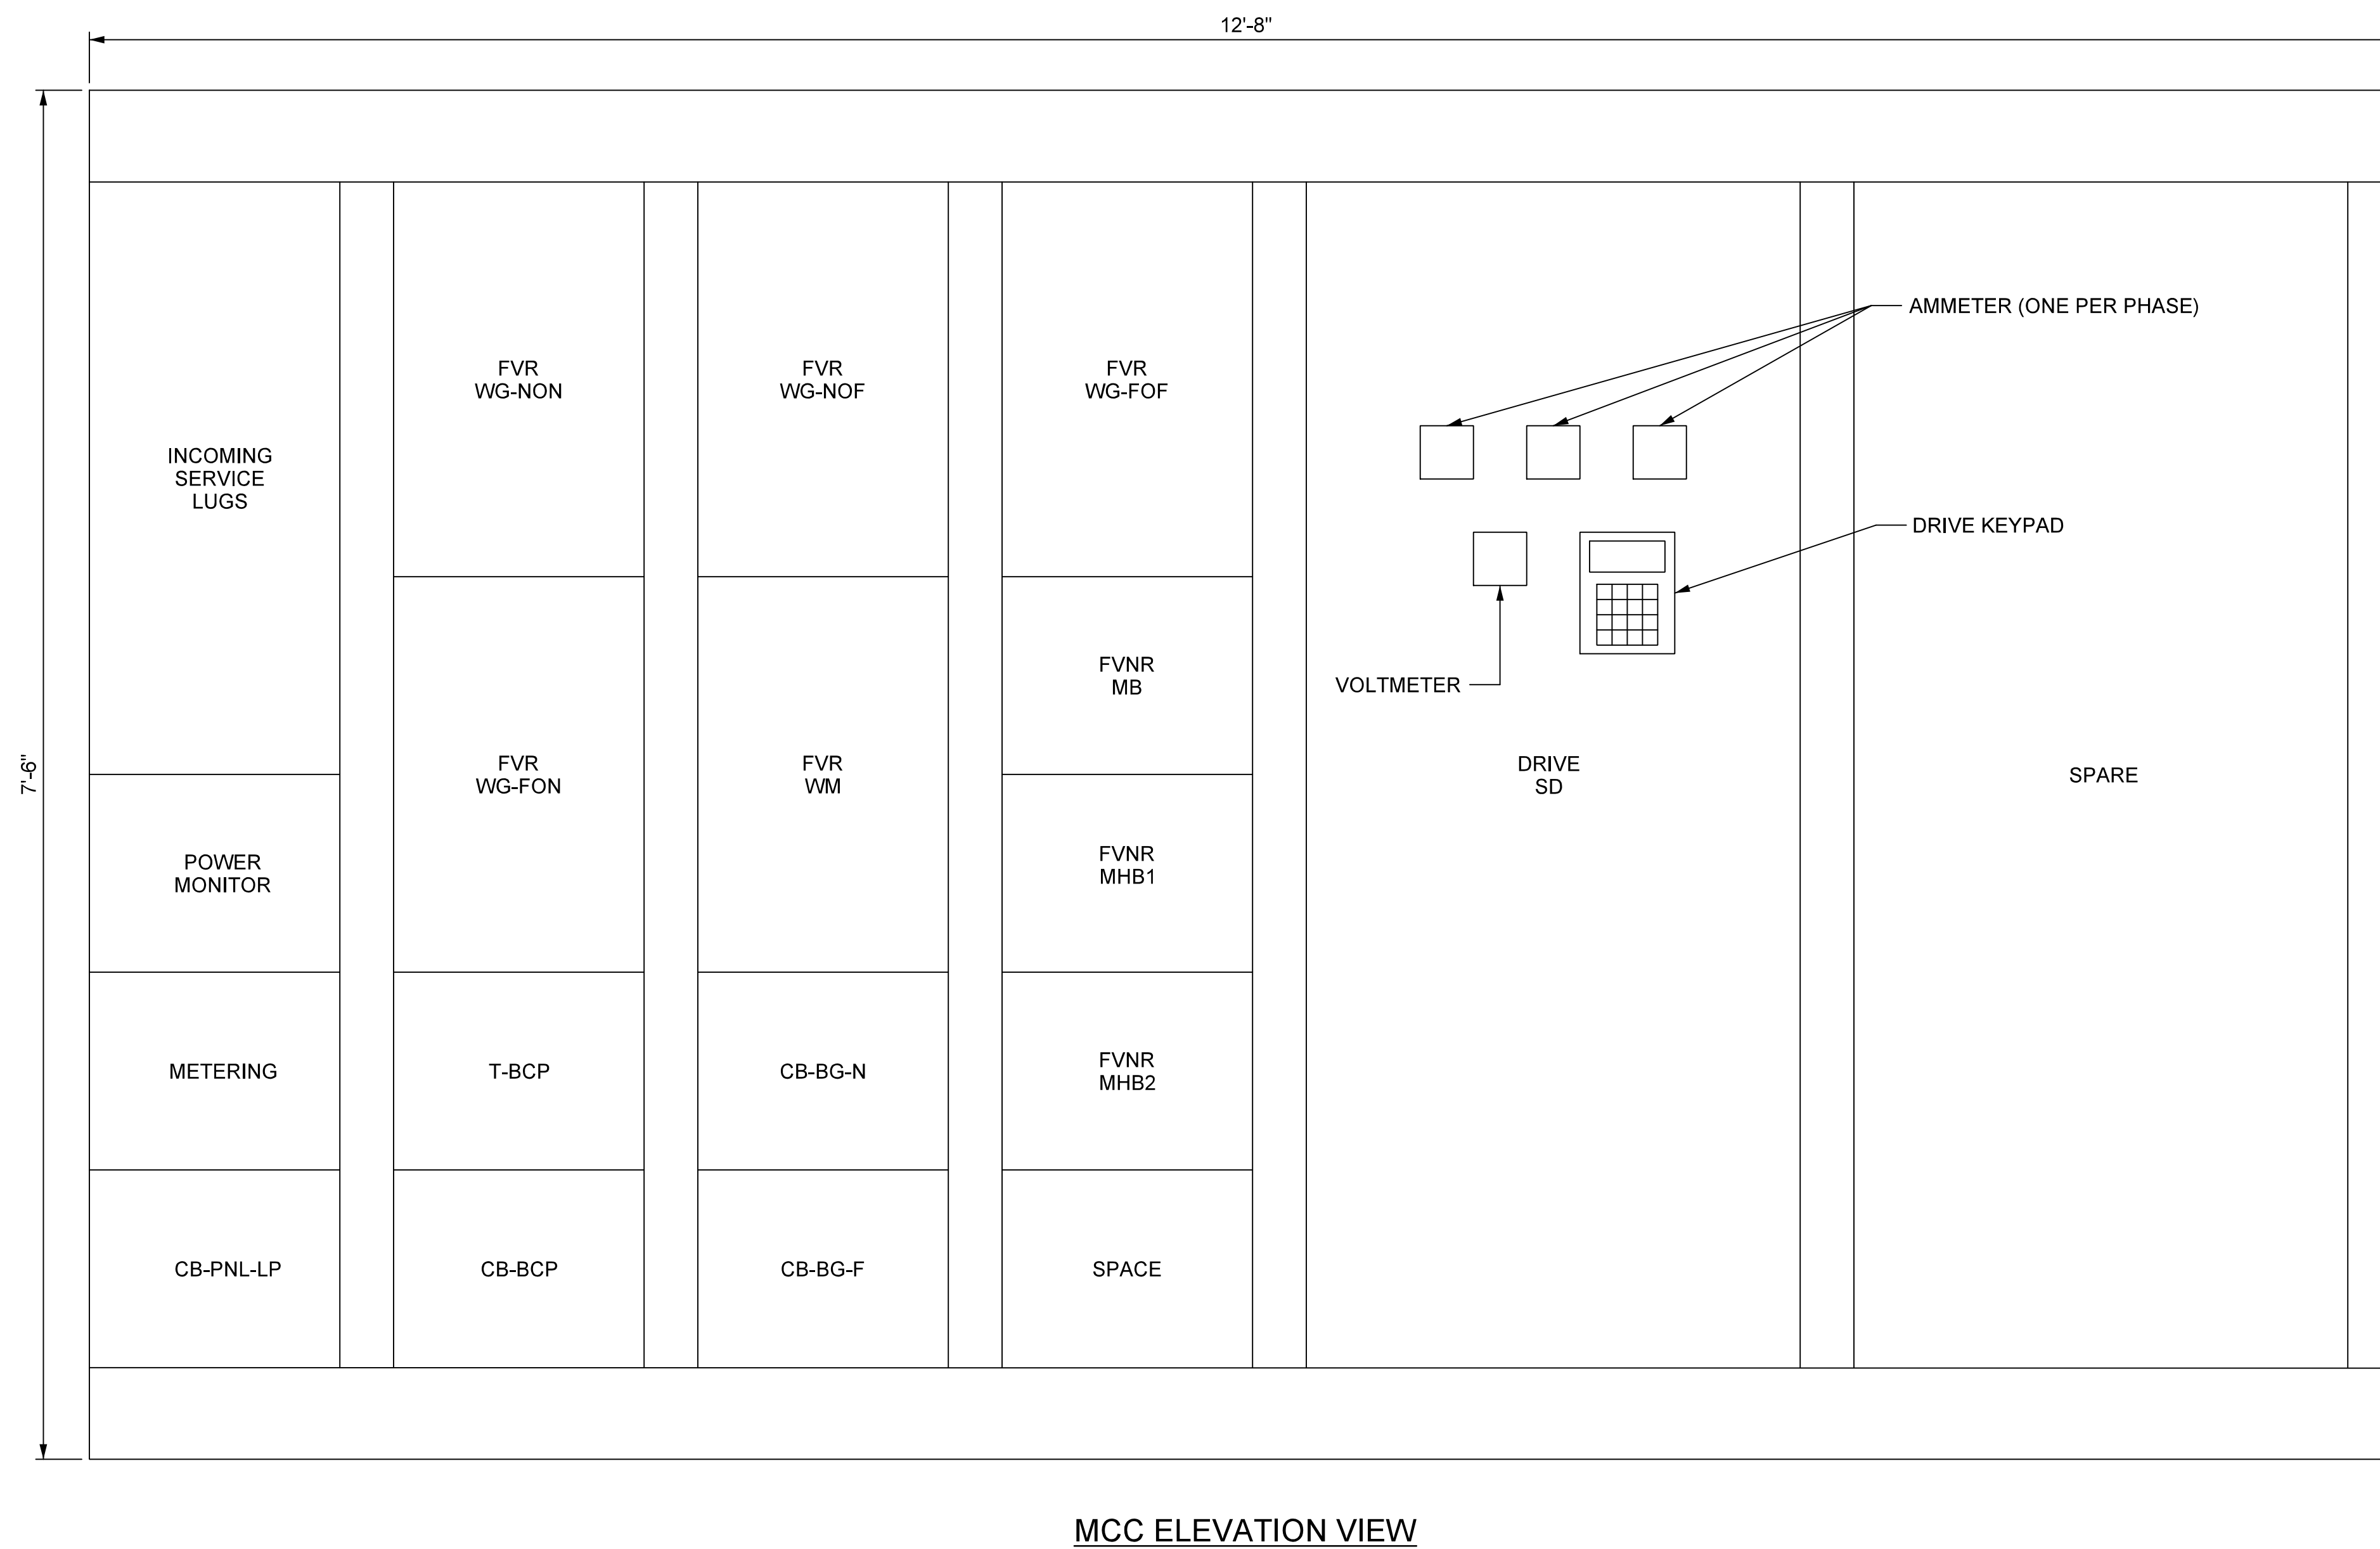 12'-8"
7'-6"
INCOMING
SERVICE
LUGS
POWER
MONITOR
METERING
CB-PNL-LP
FVR
WG-NON
FVR
WG-FON
T-BCP
CB-BCP
FVR
WG-NOF
FVR
WM
CB-BG-N
CB-BG-F
FVR
WG-FOF
FVNR
MB
FVNR
MHB1
FVNR
MHB2
SPACE
AMMETER (ONE PER PHASE)
DRIVE KEYPAD
VOLTMETER
DRIVE
SD
SPARE
MCC ELEVATION VIEW